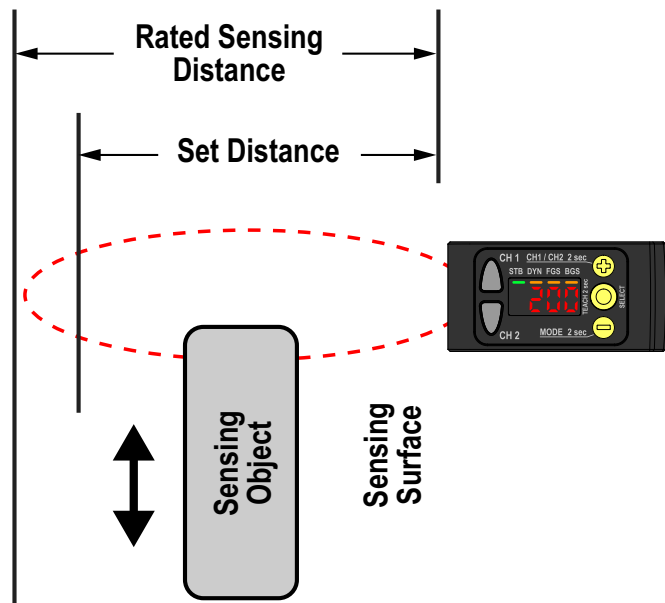 Rated Sensing
Distance
Set Distance
CH 1 CH1 / CH2 2 sec
STB DYN FGS BGS
200
TEACH 2 sec
SELECT
CH 2 MODE 2 sec
Sensing
Object
Sensing
Surface